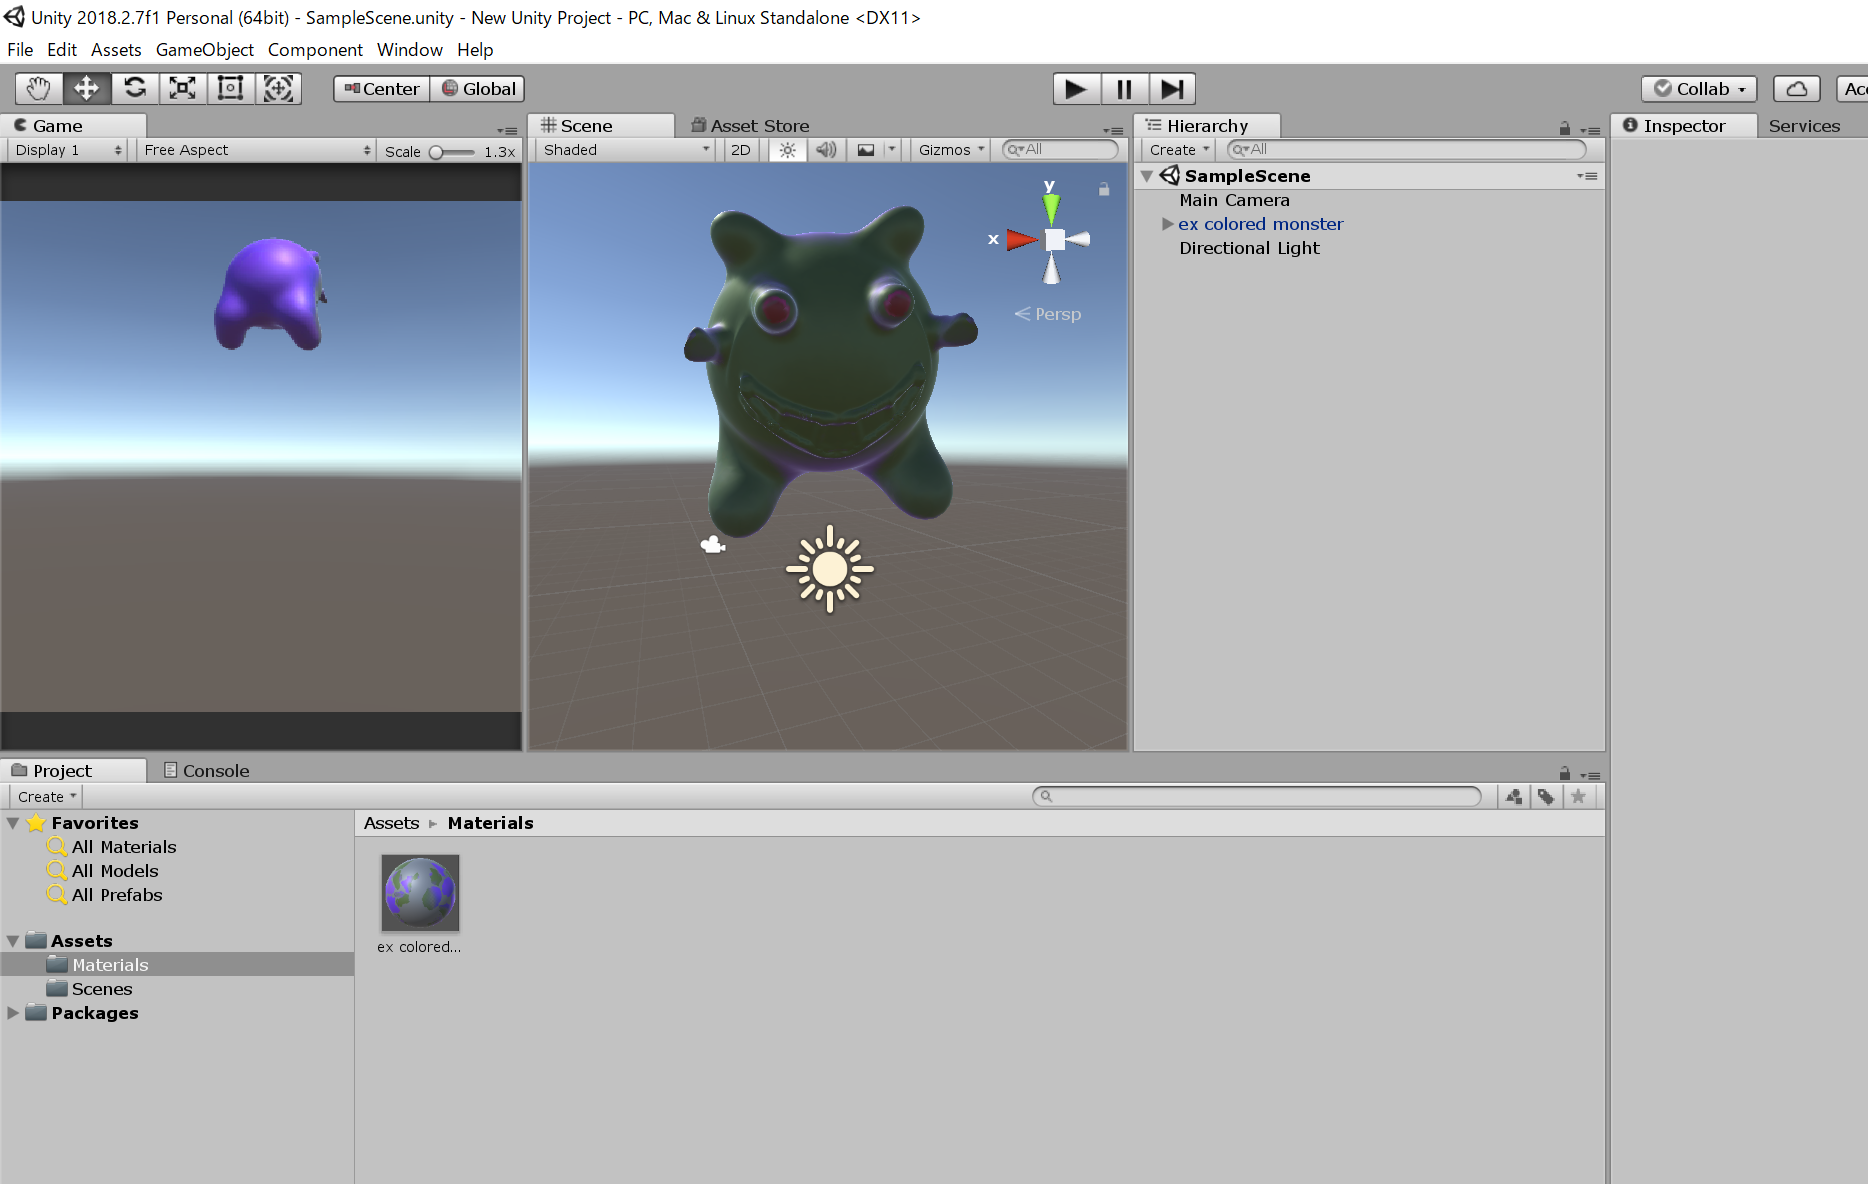 Unity 2018.2.7f1 Personal (64bit) - SampleScene.unity - New Unity Project - PC, Mac & Linux Standalone <DX11>
File Edit Assets GameObject Component Window Help
Center Global Collab Acc
Game Scene Asset Store Hierarchy Inspector Services
Display 1 Free Aspect Scale 1.3x Shaded 2D Gizmos All Create All
SampleScene
Main Camera
ex colored monster
Directional Light
y
x
Persp
Project Console
Create
Favorites
All Materials
All Models
All Prefabs
Assets
Materials
Scenes
Packages
Assets Materials
ex colored...